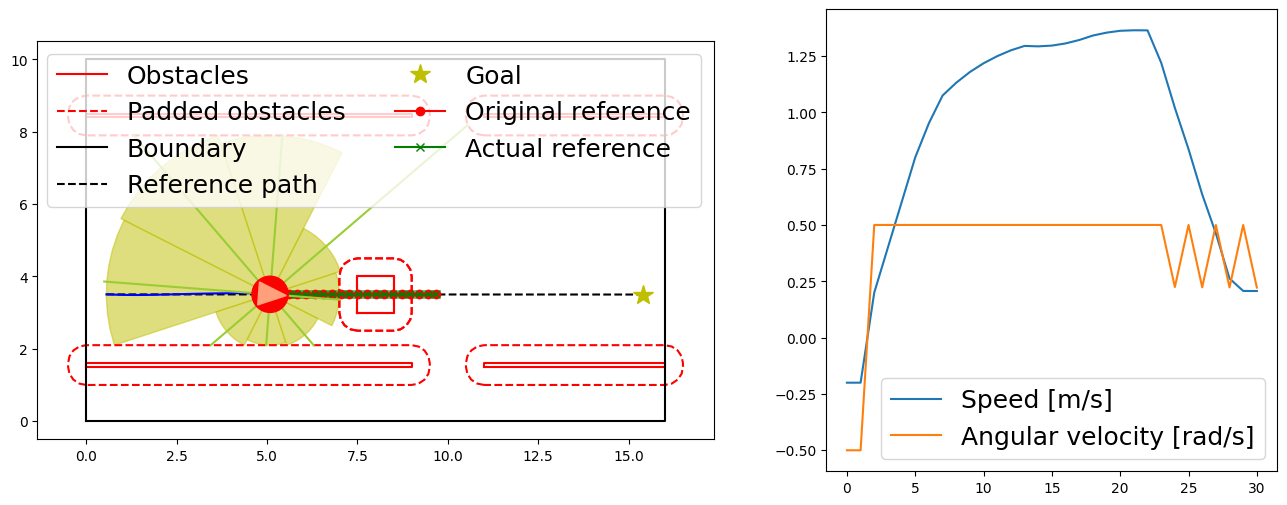 Obstacles
Padded obstacles
Boundary
Reference path
Goal
Original reference
Actual reference
10
8
6
4
2
0
0.0 2.5 5.0 7.5 10.0 12.5 15.0
1.25
1.00
0.75
0.50
0.25
0.00
−0.25
−0.50
Speed [m/s]
Angular velocity [rad/s]
0 5 10 15 20 25 30